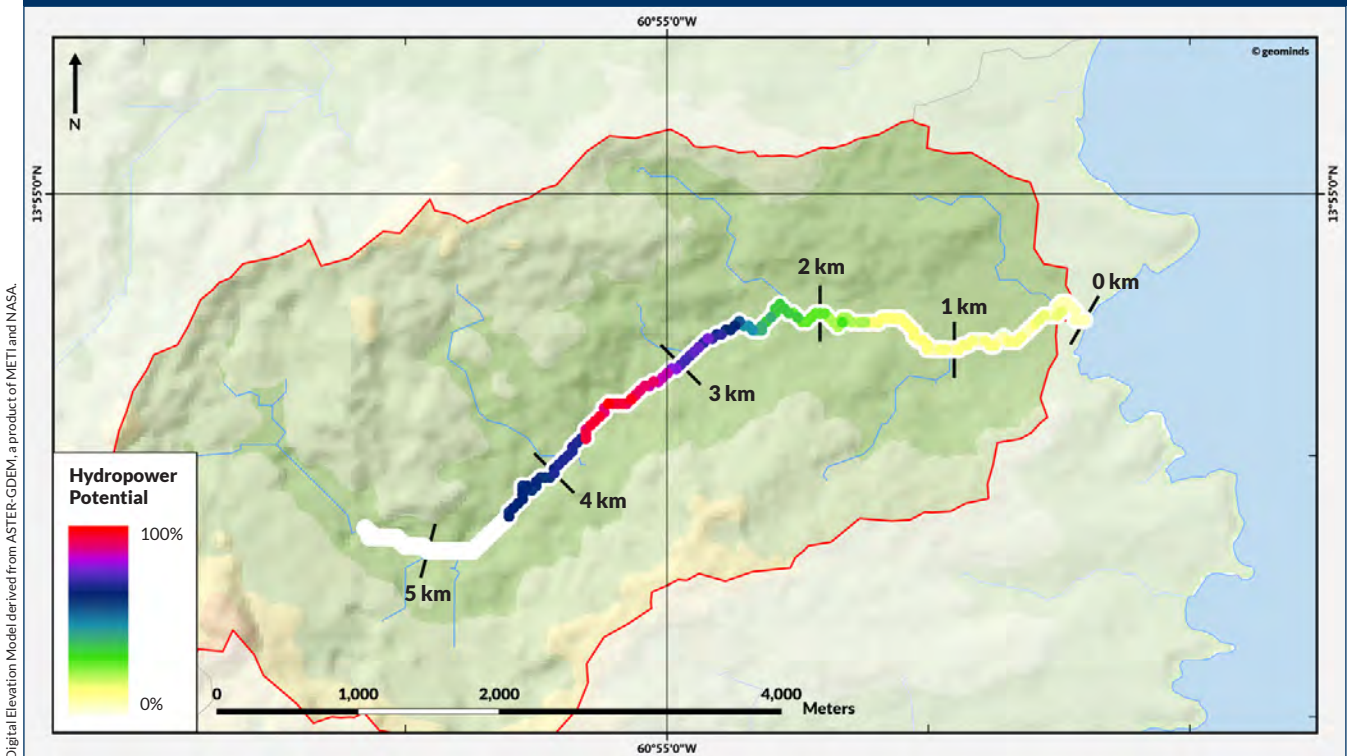 60°55'0"W
© geominds
N
13°55'0"N
13°55'0"N
0 km
2 km
1 km
3 km
4 km
5 km
Hydropower
Potential
100%
0%
0
1,000
2,000
4,000
Meters
60°55'0"W
Digital Elevation Model derived from ASTER-GDEM, a product of METI and NASA.